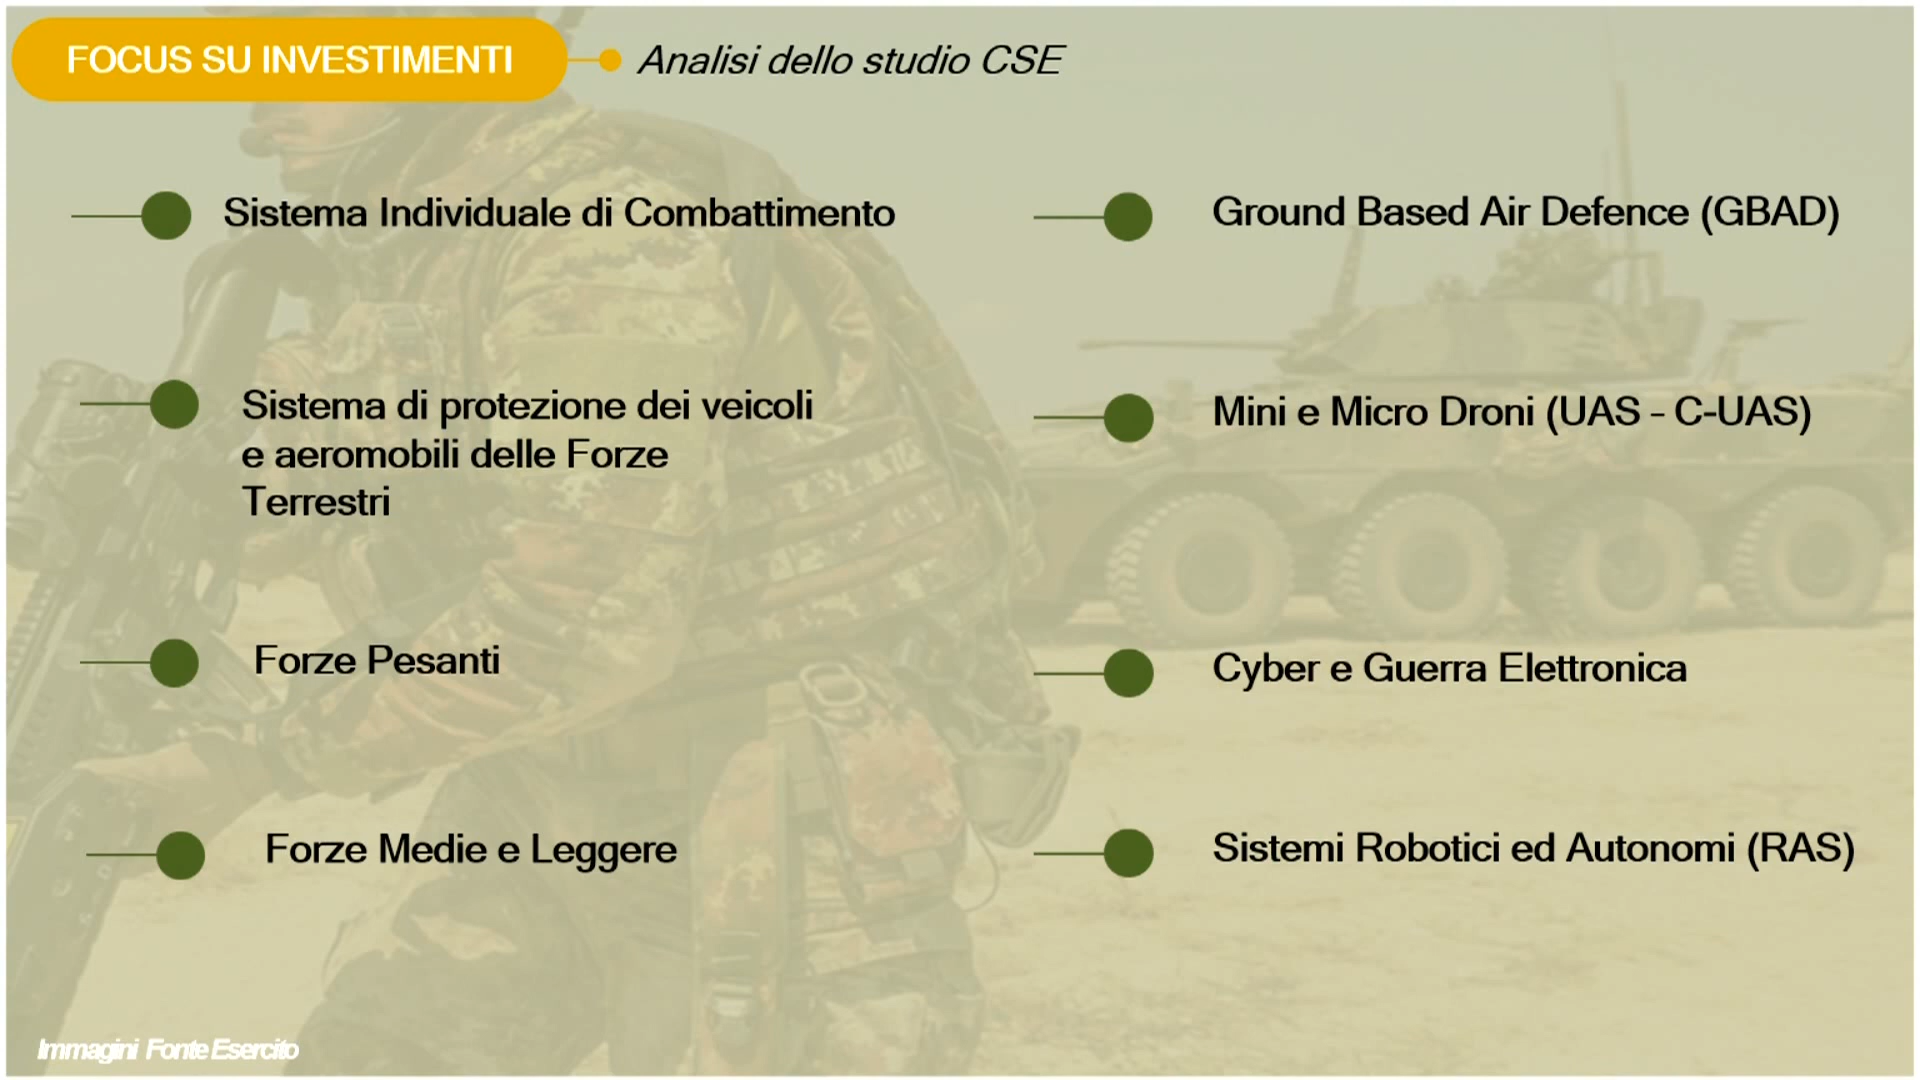 FOCUS SU INVESTIMENTI
Analisi dello studio CSE
Sistema Individuale di Combattimento
Sistema di protezione dei veicoli
e aeromobili delle Forze
Terrestri
Forze Pesanti
Forze Medie e Leggere
Ground Based Air Defence (GBAD)
Mini e Micro Droni (UAS - C-UAS)
Cyber e Guerra Elettronica
Sistemi Robotici ed Autonomi (RAS)
Immagini Fonte Esercito